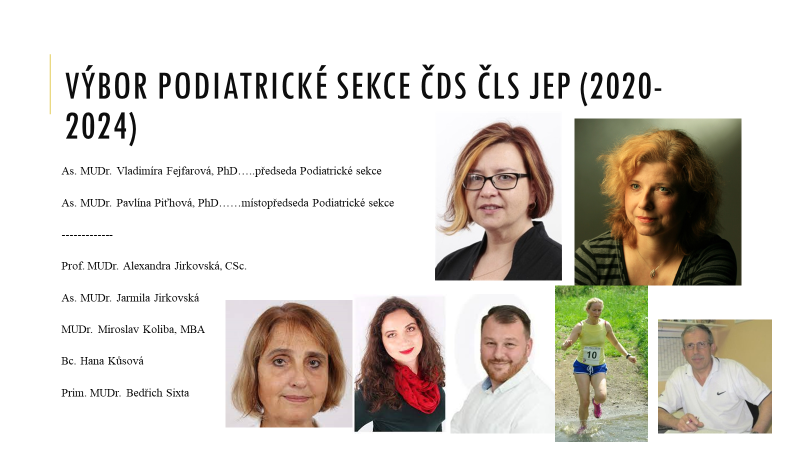 VÝBOR PODIATRICKÉ SEKCE ČDS ČLS JEP (2020-
2024)
As. MUDr. Vladimíra Fejfarová, PhD…..předseda Podiatrické sekce
As. MUDr. Pavlína Piťhová, PhD……místopředseda Podiatrické sekce
-------------
Prof. MUDr. Alexandra Jirkovská, CSc.
As. MUDr. Jarmila Jirkovská
MUDr. Miroslav Koliba, MBA
Bc. Hana Kůsová
Prim. MUDr. Bedřich Sixta
10